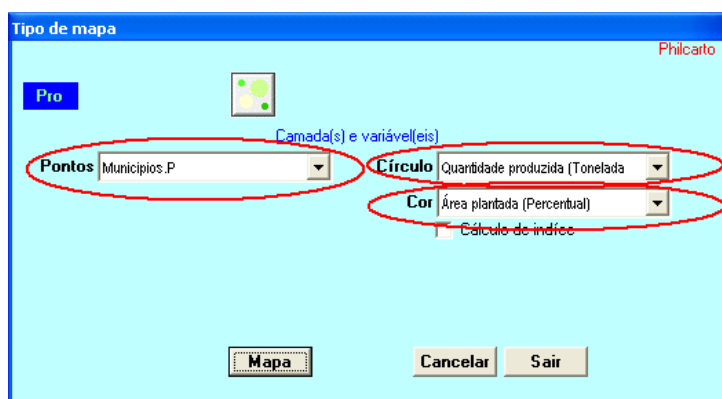 Tipo de mapa
Philcarto
Pro
Camada(s) e variável(eis)
Pontos Municipios.P Círculo Quantidade produzida (Tonelada
Cor Área plantada (Percentual)
Cálculo de indíce
Mapa Cancelar Sair